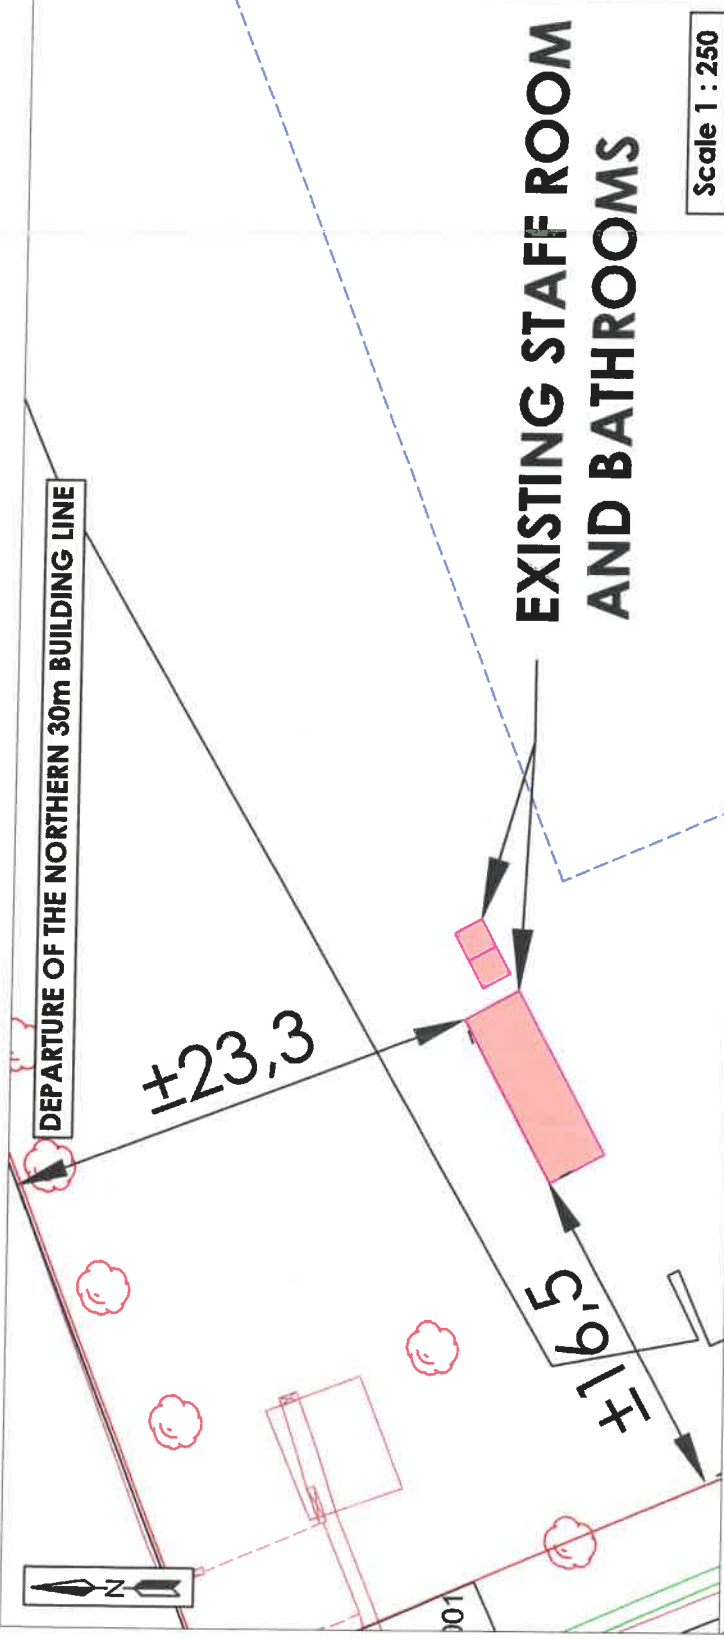 DEPARTURE OF THE NORTHERN 30m BUILDING LINE
±23,3
±16,5
EXISTING STAFF ROOM
AND BATHROOMS
Scale 1 : 250
N
001